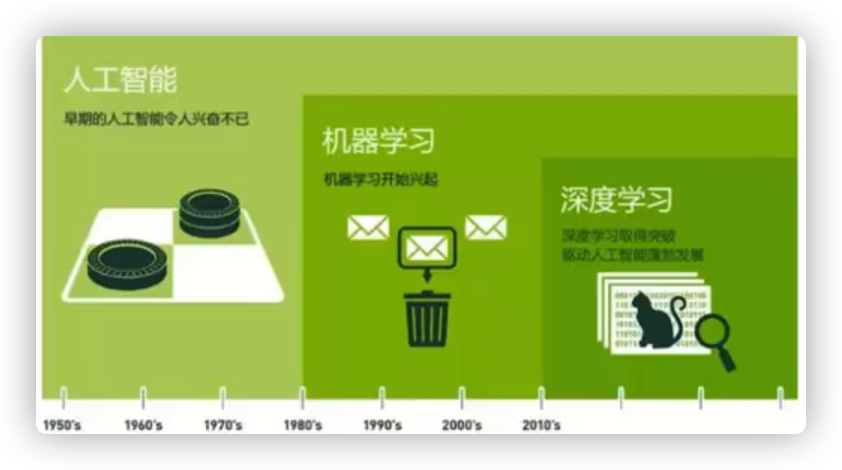 人工智能
早期的人工智能令人兴奋不已
机器学习
机器学习开始兴起
深度学习
深度学习取得突破
驱动人工智能蓬勃发展
1950's
1960's
1970's
1980's
1990's
2000's
2010's